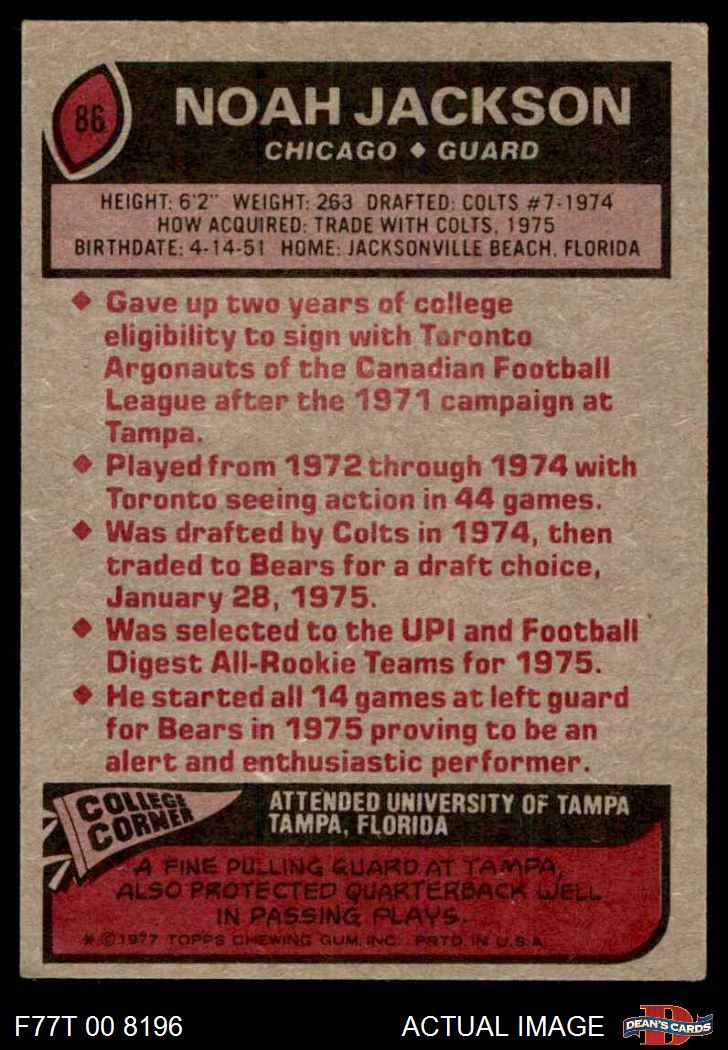 86
NOAH JACKSON
CHICAGO ◆ GUARD
HEIGHT: 6'2" WEIGHT: 263 DRAFTED: COLTS #7-1974
HOW ACQUIRED: TRADE WITH COLTS, 1975
BIRTHDATE: 4-14-51 HOME: JACKSONVILLE BEACH, FLORIDA
◆ Gave up two years of college
eligibility to sign with Toronto
Argonauts of the Canadian Football
League after the 1971 campaign at
Tampa.
◆ Played from 1972 through 1974 with
Toronto seeing action in 44 games.
◆ Was drafted by Colts in 1974, then
traded to Bears for a draft choice,
January 28, 1975.
◆ Was selected to the UPI and Football
Digest All-Rookie Teams for 1975.
◆ He started all 14 games at left guard
for Bears in 1975 proving to be an
alert and enthusiastic performer.
COLLEGE
CORNER
ATTENDED UNIVERSITY OF TAMPA
TAMPA, FLORIDA
A FINE PULLING GUARD AT TAMPA,
ALSO PROTECTED QUARTERBACK WELL
IN PASSING PLAYS.
* © 1977 TOPPS CHEWING GUM, INC. PRTD. IN U.S.A.
F77T 00 8196
ACTUAL IMAGE
D
DEAN'S CARDS